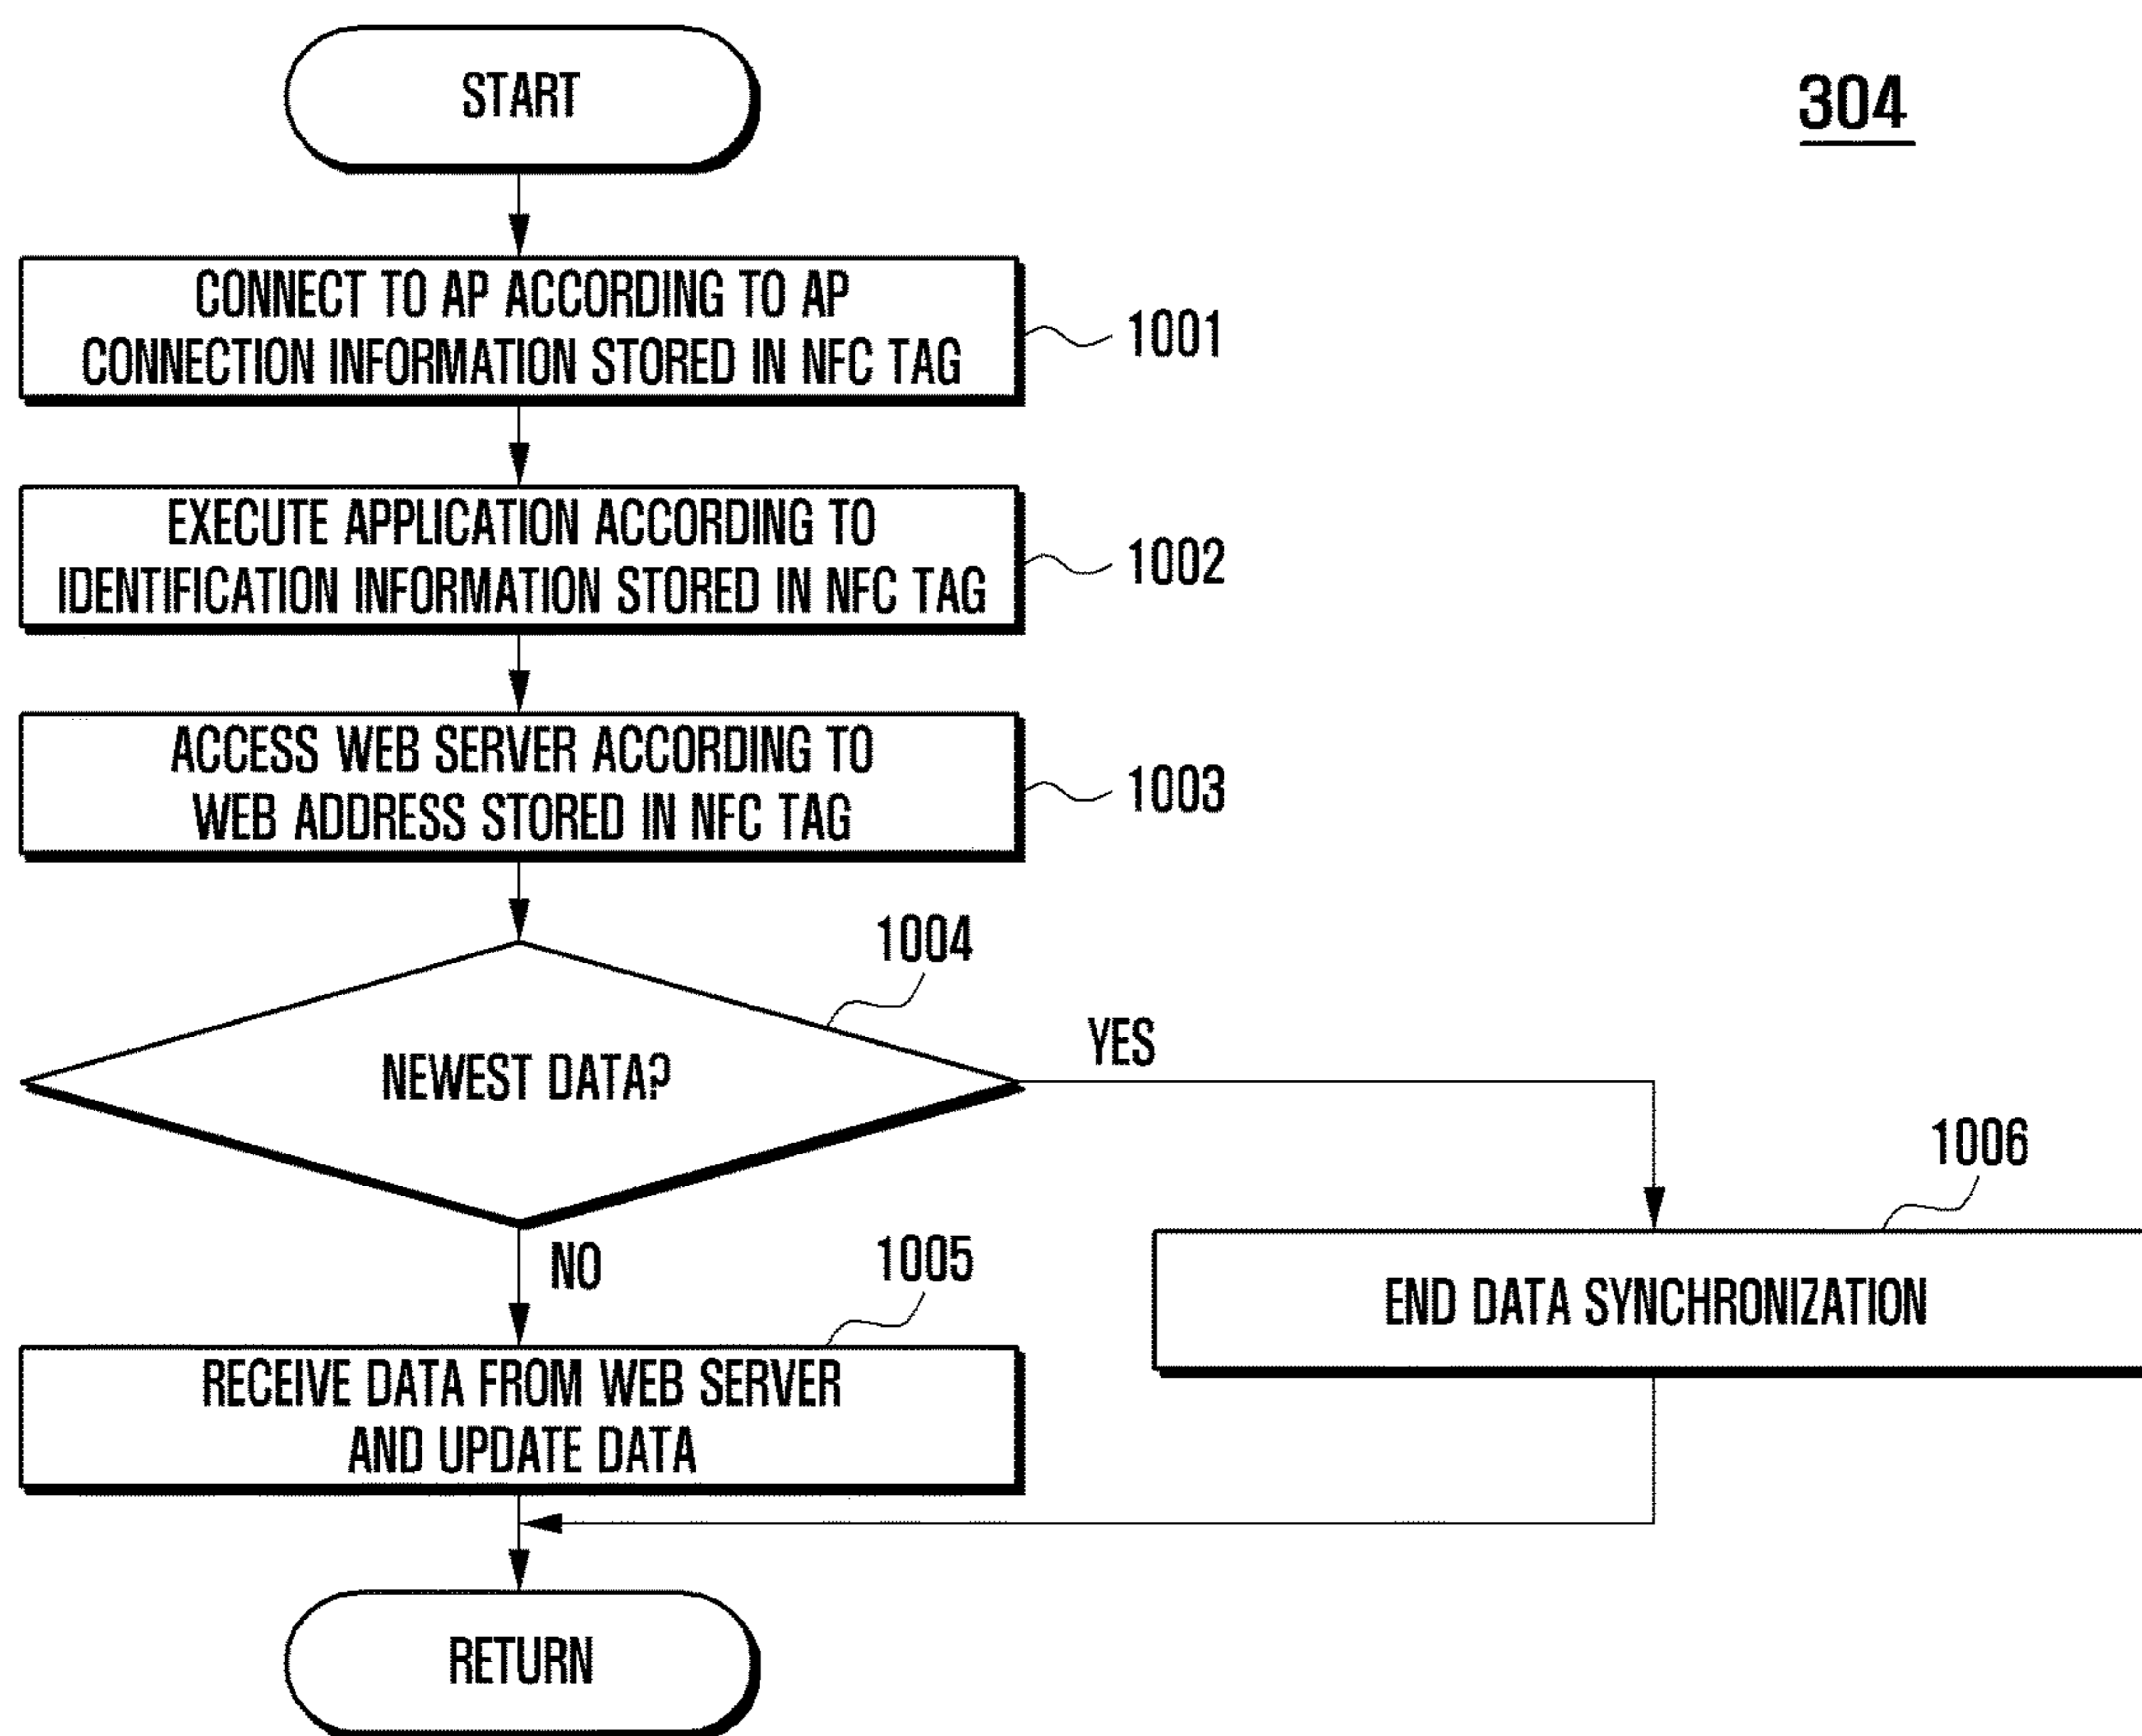 START
304
CONNECT TO AP ACCORDING TO AP
CONNECTION INFORMATION STORED IN NFC TAG
1001
EXECUTE APPLICATION ACCORDING TO
IDENTIFICATION INFORMATION STORED IN NFC TAG
1002
ACCESS WEB SERVER ACCORDING TO
WEB ADDRESS STORED IN NFC TAG
1003
1004
NEWEST DATA?
YES
NO
1005
1006
RECEIVE DATA FROM WEB SERVER
AND UPDATE DATA
END DATA SYNCHRONIZATION
RETURN